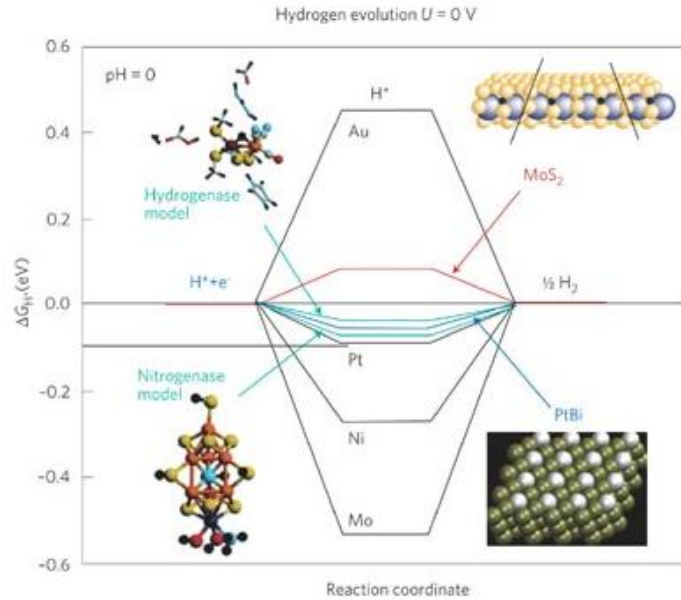 Hydrogen evolution U = 0 V
0.6
pH = 0
H⁺
0.4
Au
MoS₂
Hydrogenase
model
0.2
H⁺+e⁻
½ H₂
0.0
ΔG_H*(eV)
Pt
Nitrogenase
model
PtBi
-0.2
Ni
-0.4
Mo
-0.6
Reaction coordinate